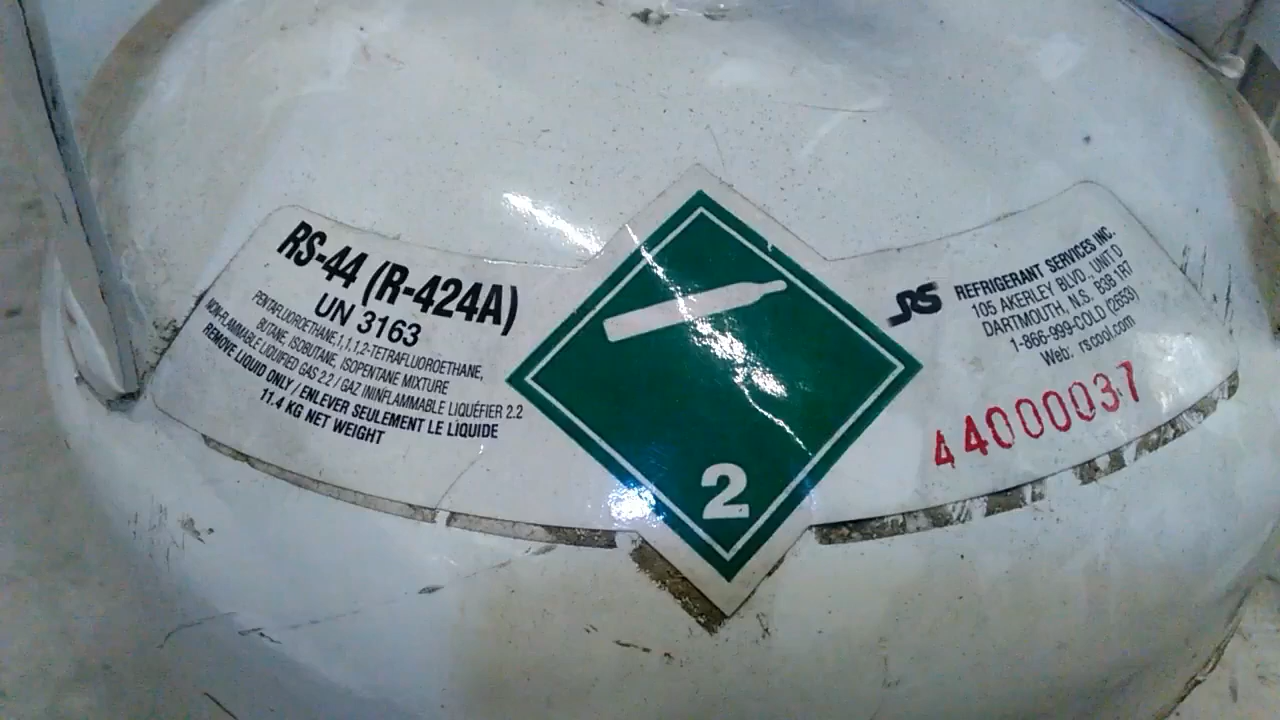 RS-44 (R-424A)
UN 3163
PENTAFLUOROETHANE,1,1,1,2-TETRAFLUOROETHANE,
BUTANE, ISOBUTANE, ISOPENTANE MIXTURE
NON-FLAMMABLE LIQUIFIED GAS 2.2 / GAZ ININFLAMMABLE LIQUÉFIER 2.2
REMOVE LIQUID ONLY / ENLEVER SEULEMENT LE LÍQUIDE
11.4 KG NET WEIGHT
2
RS
REFRIGERANT SERVICES INC.
105 AKERLEY BLVD., UNIT D
DARTMOUTH, N.S. B3B 1R7
1-866-999-COLD (2653)
Web: rscool.com
44000037